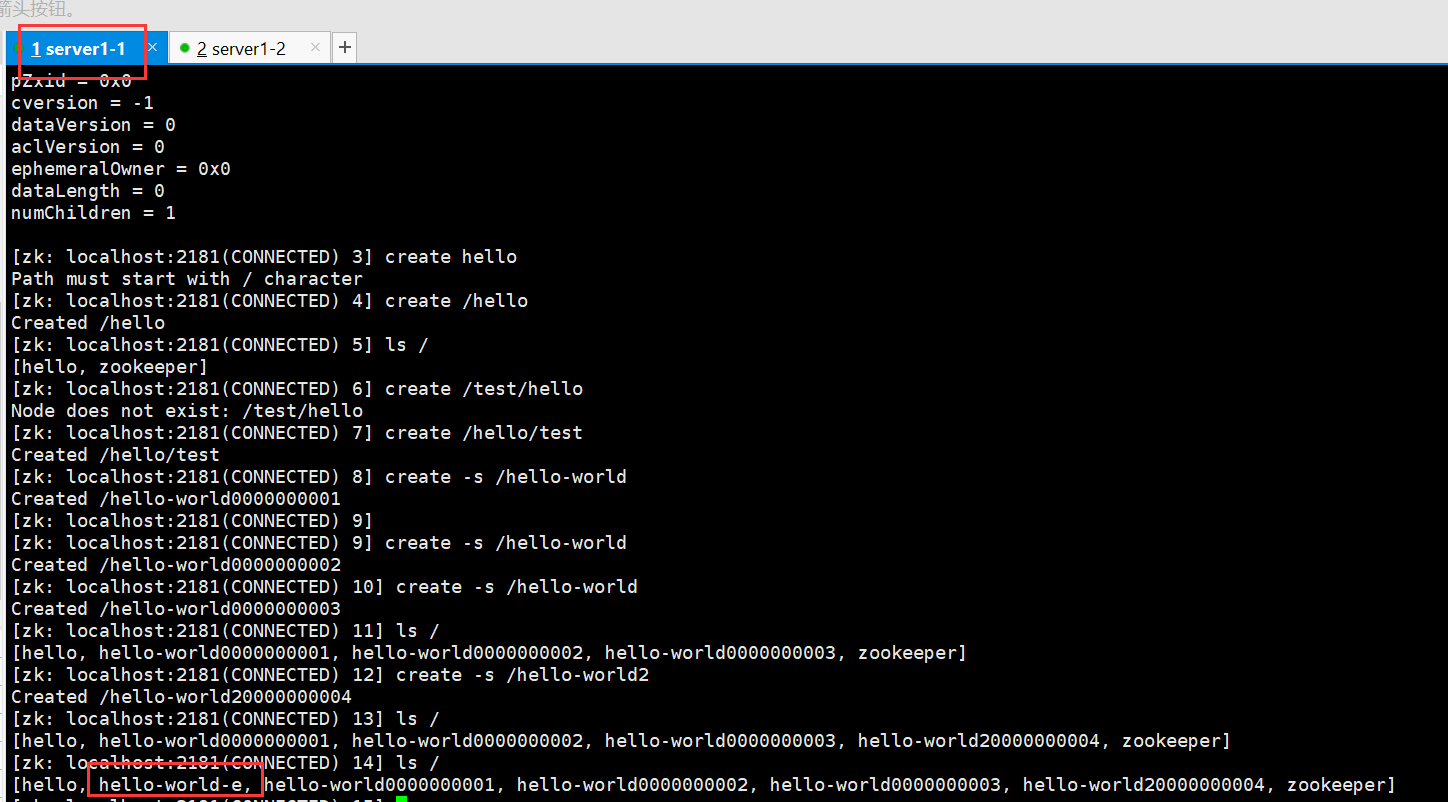 箭头按钮。
1 server1-1 × 2 server1-2 × +
pZxid = 0x0
cversion = -1
dataVersion = 0
aclVersion = 0
ephemeralOwner = 0x0
dataLength = 0
numChildren = 1
[zk: localhost:2181(CONNECTED) 3] create hello
Path must start with / character
[zk: localhost:2181(CONNECTED) 4] create /hello
Created /hello
[zk: localhost:2181(CONNECTED) 5] ls /
[hello, zookeeper]
[zk: localhost:2181(CONNECTED) 6] create /test/hello
Node does not exist: /test/hello
[zk: localhost:2181(CONNECTED) 7] create /hello/test
Created /hello/test
[zk: localhost:2181(CONNECTED) 8] create -s /hello-world
Created /hello-world0000000001
[zk: localhost:2181(CONNECTED) 9]
[zk: localhost:2181(CONNECTED) 9] create -s /hello-world
Created /hello-world0000000002
[zk: localhost:2181(CONNECTED) 10] create -s /hello-world
Created /hello-world0000000003
[zk: localhost:2181(CONNECTED) 11] ls /
[hello, hello-world0000000001, hello-world0000000002, hello-world0000000003, zookeeper]
[zk: localhost:2181(CONNECTED) 12] create -s /hello-world2
Created /hello-world20000000004
[zk: localhost:2181(CONNECTED) 13] ls /
[hello, hello-world0000000001, hello-world0000000002, hello-world0000000003, hello-world20000000004, zookeeper]
[zk: localhost:2181(CONNECTED) 14] ls /
[hello, hello-world-e, hello-world0000000001, hello-world0000000002, hello-world0000000003, hello-world20000000004, zookeeper]